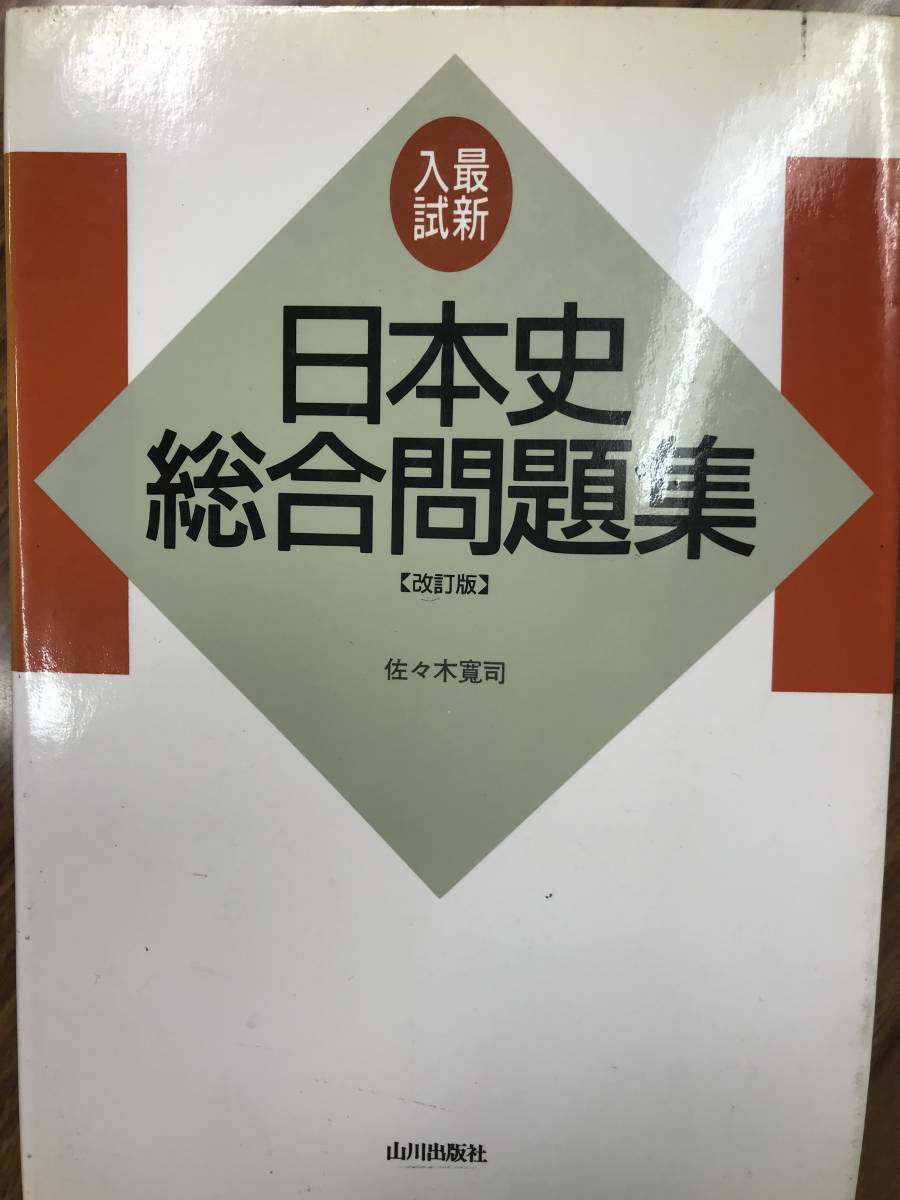 最新
入試
日本史
総合問題集
【改訂版】
佐々木寛司
山川出版社